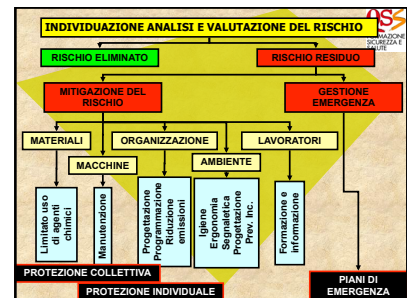 INDIVIDUAZIONE ANALISI E VALUTAZIONE DEL RISCHIO
QSS
SICUREZZA E
SALUTE
RISCHIO ELIMINATO
RISCHIO RESIDUO
MITIGAZIONE DEL
RISCHIO
GESTIONE
EMERGENZA
MATERIALI
ORGANIZZAZIONE
LAVORATORI
MACCHINE
AMBIENTE
Limitato uso
di agenti
chimici
Manutenzione
Progettazione
Programmazione
Riduzione
emissioni
Igiene
Ergonomia
Segnaletica
Progettazione
Prev. Inc.
Formazione e
Informazione
PROTEZIONE COLLETTIVA
PROTEZIONE INDIVIDUALE
PIANI DI
EMERGENZA